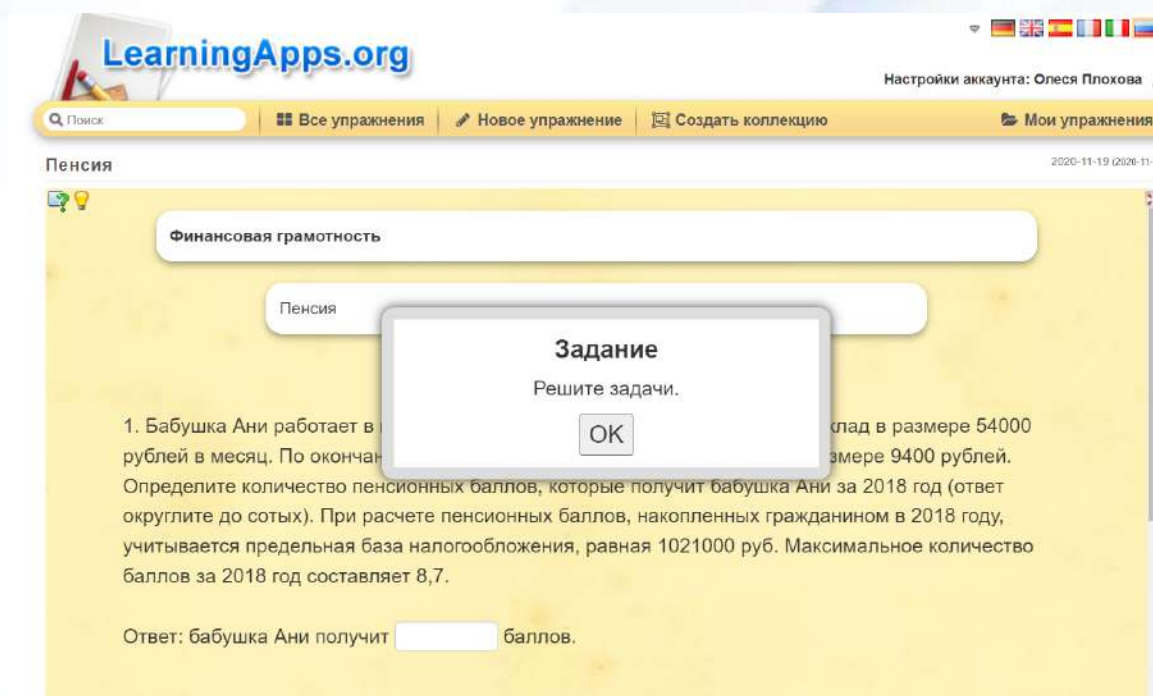 LearningApps.org
Настройки аккаунта: Олеся Плохова
Поиск
Все упражнения
Новое упражнение
Создать коллекцию
Мои упражнения
Пенсия
2020-11-19 (2020-11-
Финансовая грамотность
Пенсия
Задание
Решите задачи.
OK
1. Бабушка Ани работает в клад в размере 54000
рублей в месяц. По окончан змере 9400 рублей.
Определите количество пенсионных баллов, которые получит бабушка Ани за 2018 год (ответ
округлите до сотых). При расчете пенсионных баллов, накопленных гражданином в 2018 году,
учитывается предельная база налогообложения, равная 1021000 руб. Максимальное количество
баллов за 2018 год составляет 8,7.
Ответ: бабушка Ани получит баллов.